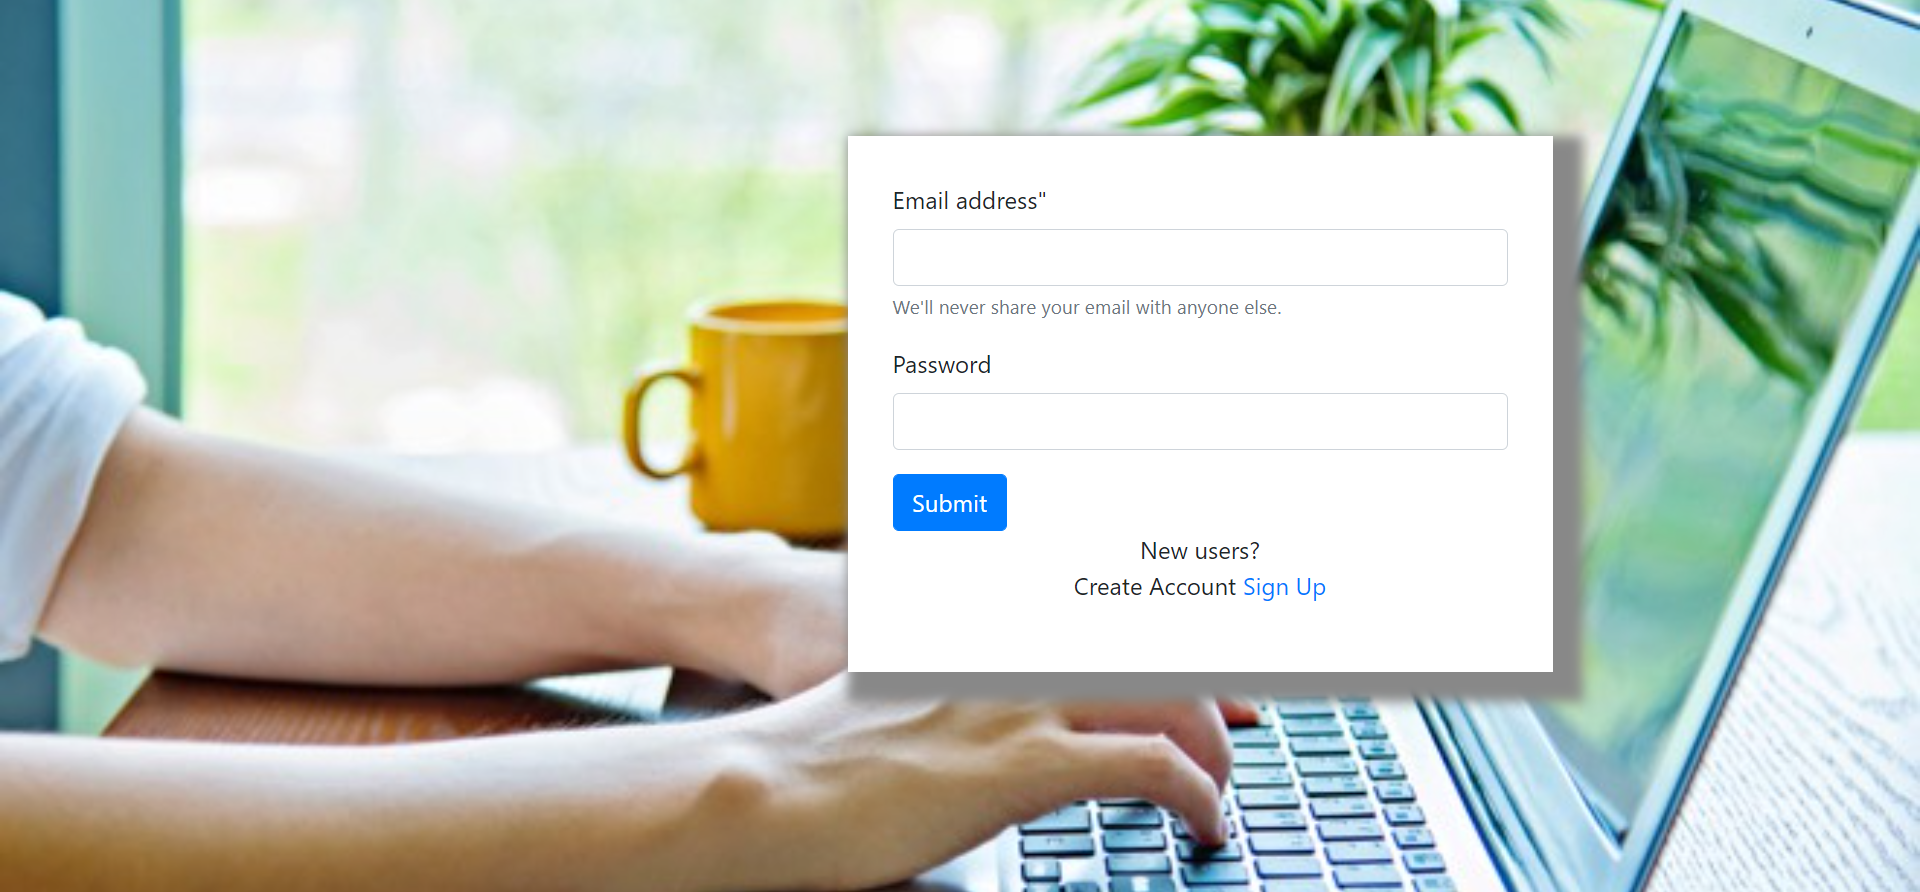 Email address"
We'll never share your email with anyone else.
Password
Submit
New users?
Create Account Sign Up